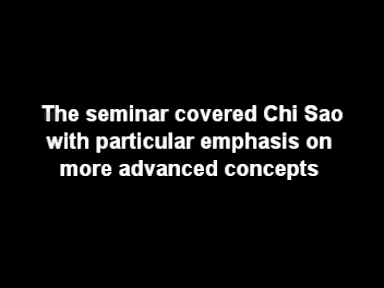 The seminar covered Chi Sao
with particular emphasis on
more advanced concepts